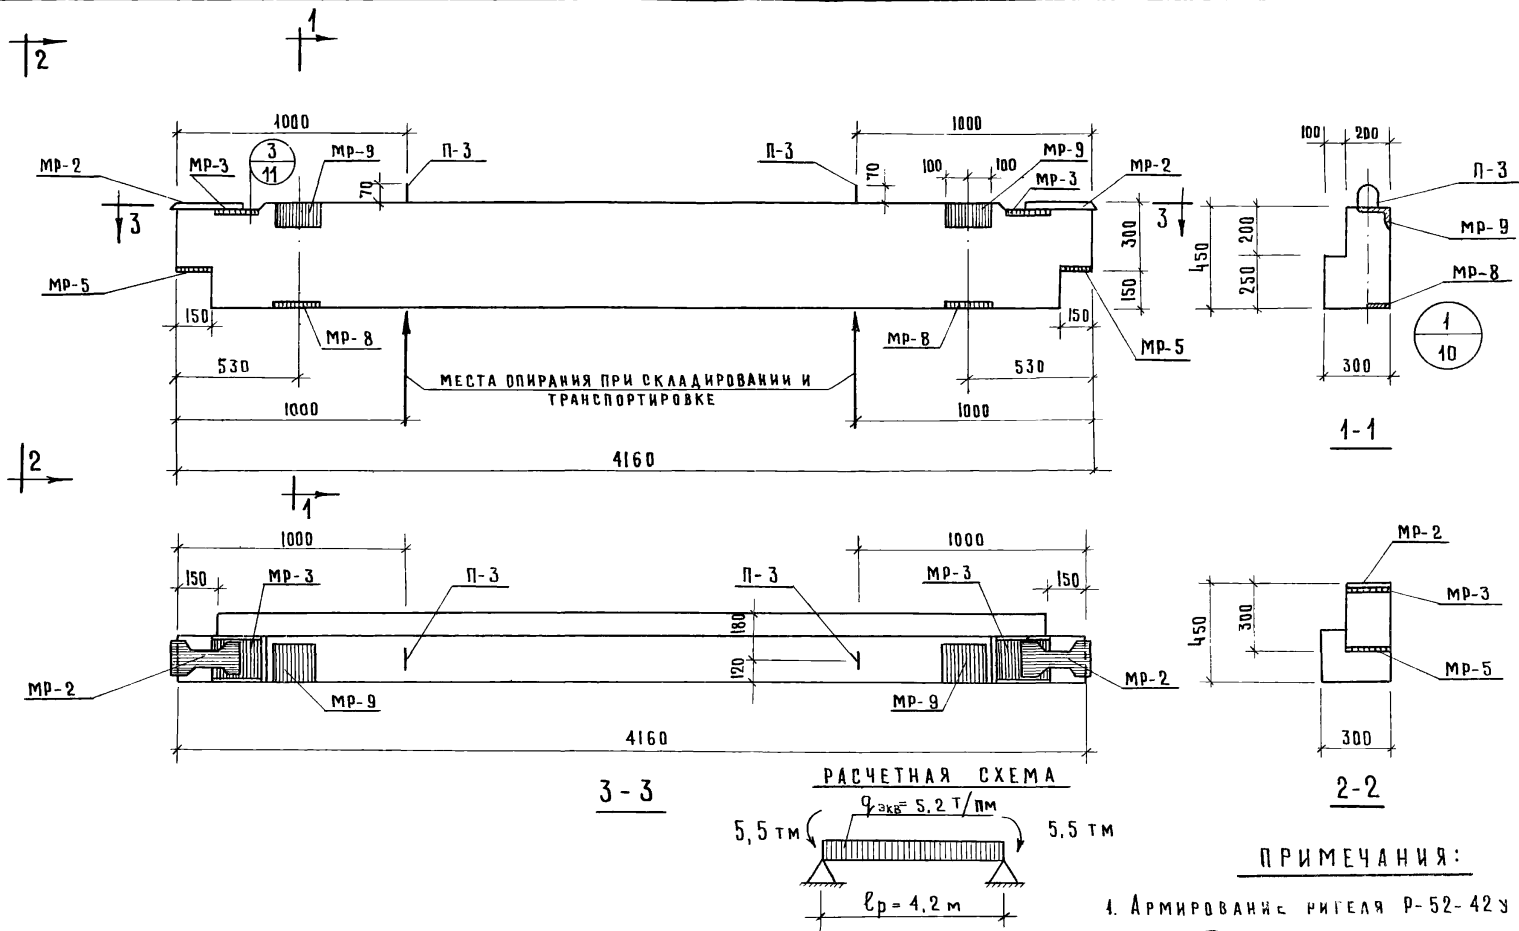 1
2
1000
1000
100
200
МР-2
МР-3
3
11
МР-9
П-3
70
П-3
70
100
100
МР-9
МР-3
МР-2
П-3
3
3
300
150
450
200
250
МР-9
МР-8
МР-5
150
МР-8
МР-8
150
МР-5
1
10
530
530
300
МЕСТА ОПИРАНИЯ ПРИ СКЛАДИРОВАНИИ И
ТРАНСПОРТИРОВКЕ
1000
1000
1-1
4160
2
1
1000
1000
150
МР-3
П-3
П-3
МР-3
150
МР-2
МР-3
180
120
450
300
МР-2
МР-9
МР-9
МР-2
МР-5
4160
300
3-3
2-2
РАСЧЕТНАЯ СХЕМА
qэкв= 5,2 Т/пм
5,5 тм
5,5 тм
ℓр= 4,2 м
ПРИМЕЧАНИЯ:
1. Армирование ригеля Р-52-42у